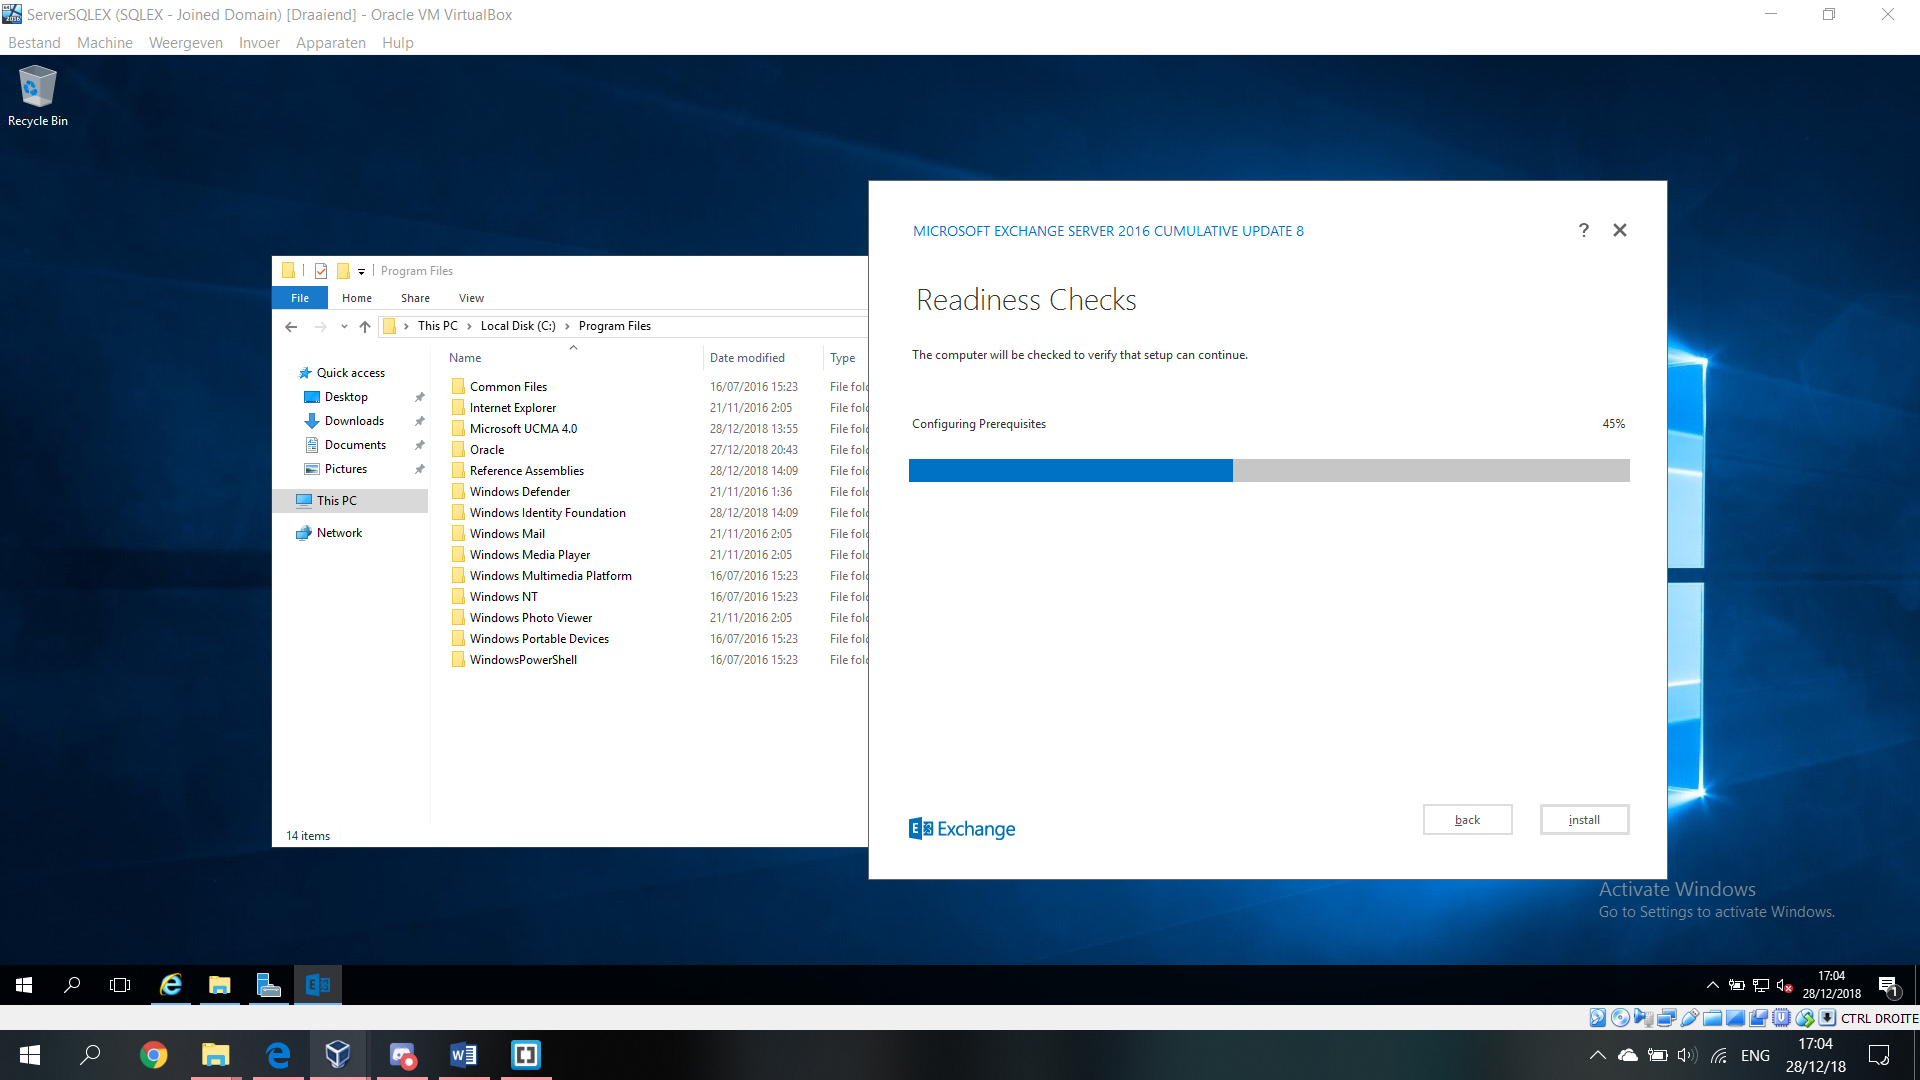 ServerSQLEX (SQLEX - Joined Domain) [Draaiend] - Oracle VM VirtualBox
Bestand Machine Weergeven Invoer Apparaten Hulp
Recycle Bin
Program Files
File Home Share View
This PC Local Disk (C:) Program Files
Name Date modified Type
Quick access
Desktop
Downloads
Documents
Pictures
This PC
Network
Common Files 16/07/2016 15:23 File fol
Internet Explorer 21/11/2016 2:05 File fol
Microsoft UCMA 4.0 28/12/2018 13:55 File fol
Oracle 27/12/2018 20:43 File fol
Reference Assemblies 28/12/2018 14:09 File fol
Windows Defender 21/11/2016 1:36 File fol
Windows Identity Foundation 28/12/2018 14:09 File fol
Windows Mail 21/11/2016 2:05 File fol
Windows Media Player 21/11/2016 2:05 File fol
Windows Multimedia Platform 16/07/2016 15:23 File fol
Windows NT 16/07/2016 15:23 File fol
Windows Photo Viewer 21/11/2016 2:05 File fol
Windows Portable Devices 16/07/2016 15:23 File fol
WindowsPowerShell 16/07/2016 15:23 File fol
14 items
MICROSOFT EXCHANGE SERVER 2016 CUMULATIVE UPDATE 8
?
Readiness Checks
The computer will be checked to verify that setup can continue.
Configuring Prerequisites 45%
Exchange
back install
Activate Windows
Go to Settings to activate Windows.
17:04
28/12/2018
1
CTRL DROITE
ENG
17:04
28/12/18